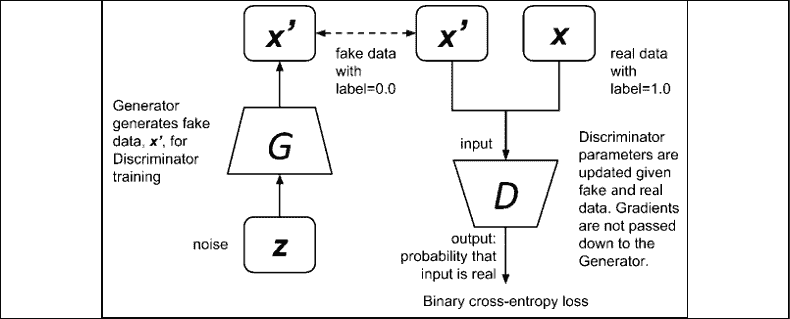 x’
x’
x
fake data
with
label=0.0
real data
with
label=1.0
Generator
generates fake
data, x’, for
Discriminator
training
G
input
D
Discriminator
parameters are
updated given
fake and real
data. Gradients
are not passed
down to the
Generator.
noise
z
output:
probability that
input is real
Binary cross-entropy loss